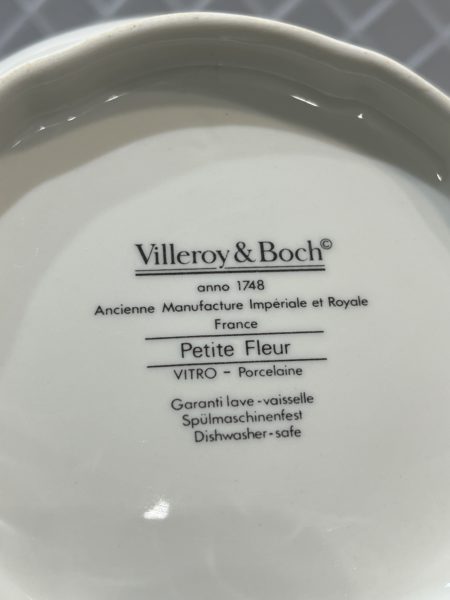 Villeroy & Boch©
anno 1748
Ancienne Manufacture Impériale et Royale
France
Petite Fleur
VITRO - Porcelaine
Garanti lave-vaisselle
Spülmaschinenfest
Dishwasher-safe